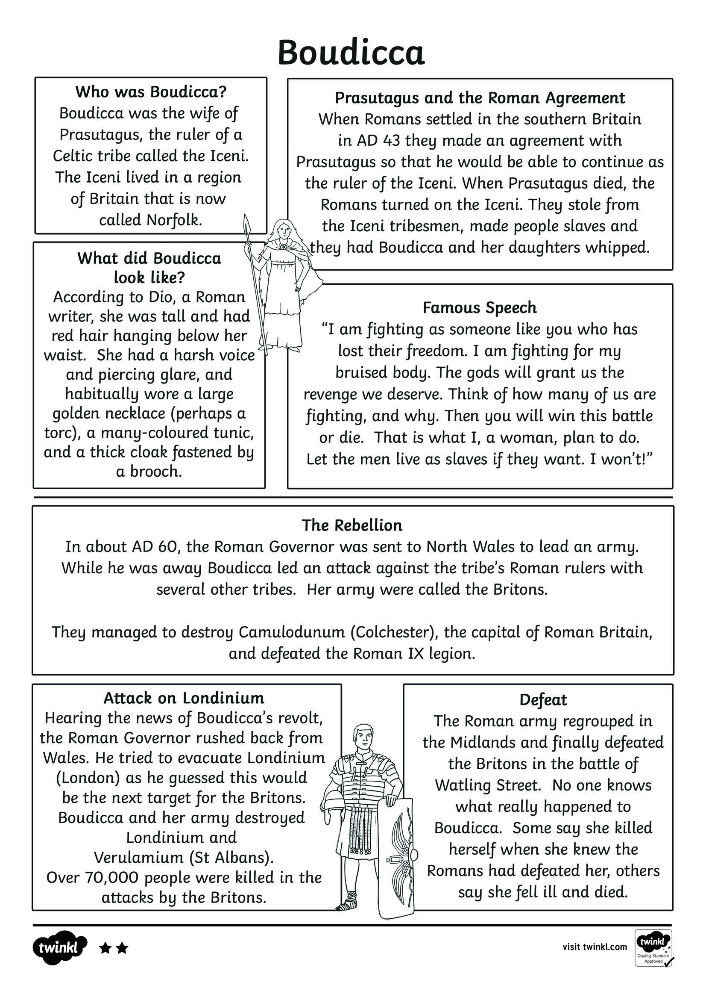 Boudicca
Who was Boudicca?
Boudicca was the wife of
Prasutagus, the ruler of a
Celtic tribe called the Iceni.
The Iceni lived in a region
of Britain that is now
called Norfolk.
Prasutagus and the Roman Agreement
When Romans settled in the southern Britain
in AD 43 they made an agreement with
Prasutagus so that he would be able to continue as
the ruler of the Iceni. When Prasutagus died, the
Romans turned on the Iceni. They stole from
the Iceni tribesmen, made people slaves and
they had Boudicca and her daughters whipped.
What did Boudicca
look like?
According to Dio, a Roman
writer, she was tall and had
red hair hanging below her
waist.  She had a harsh voice
and piercing glare, and
habitually wore a large
golden necklace (perhaps a
torc), a many-coloured tunic,
and a thick cloak fastened by
a brooch.
Famous Speech
“I am fighting as someone like you who has
lost their freedom. I am fighting for my
bruised body. The gods will grant us the
revenge we deserve. Think of how many of us are
fighting, and why. Then you will win this battle
or die.  That is what I, a woman, plan to do.
Let the men live as slaves if they want. I won’t!”
The Rebellion
In about AD 60, the Roman Governor was sent to North Wales to lead an army.
While he was away Boudicca led an attack against the tribe’s Roman rulers with
several other tribes.  Her army were called the Britons.
They managed to destroy Camulodunum (Colchester), the capital of Roman Britain,
and defeated the Roman IX legion.
Attack on Londinium
Hearing the news of Boudicca’s revolt,
the Roman Governor rushed back from
Wales. He tried to evacuate Londinium
(London) as he guessed this would
be the next target for the Britons.
Boudicca and her army destroyed
Londinium and
Verulamium (St Albans).
Over 70,000 people were killed in the
attacks by the Britons.
Defeat
The Roman army regrouped in
the Midlands and finally defeated
the Britons in the battle of
Watling Street.  No one knows
what really happened to
Boudicca.  Some say she killed
herself when she knew the
Romans had defeated her, others
say she fell ill and died.
twinkl
visit twinkl.com
twinkl
Quality Standard
Approved